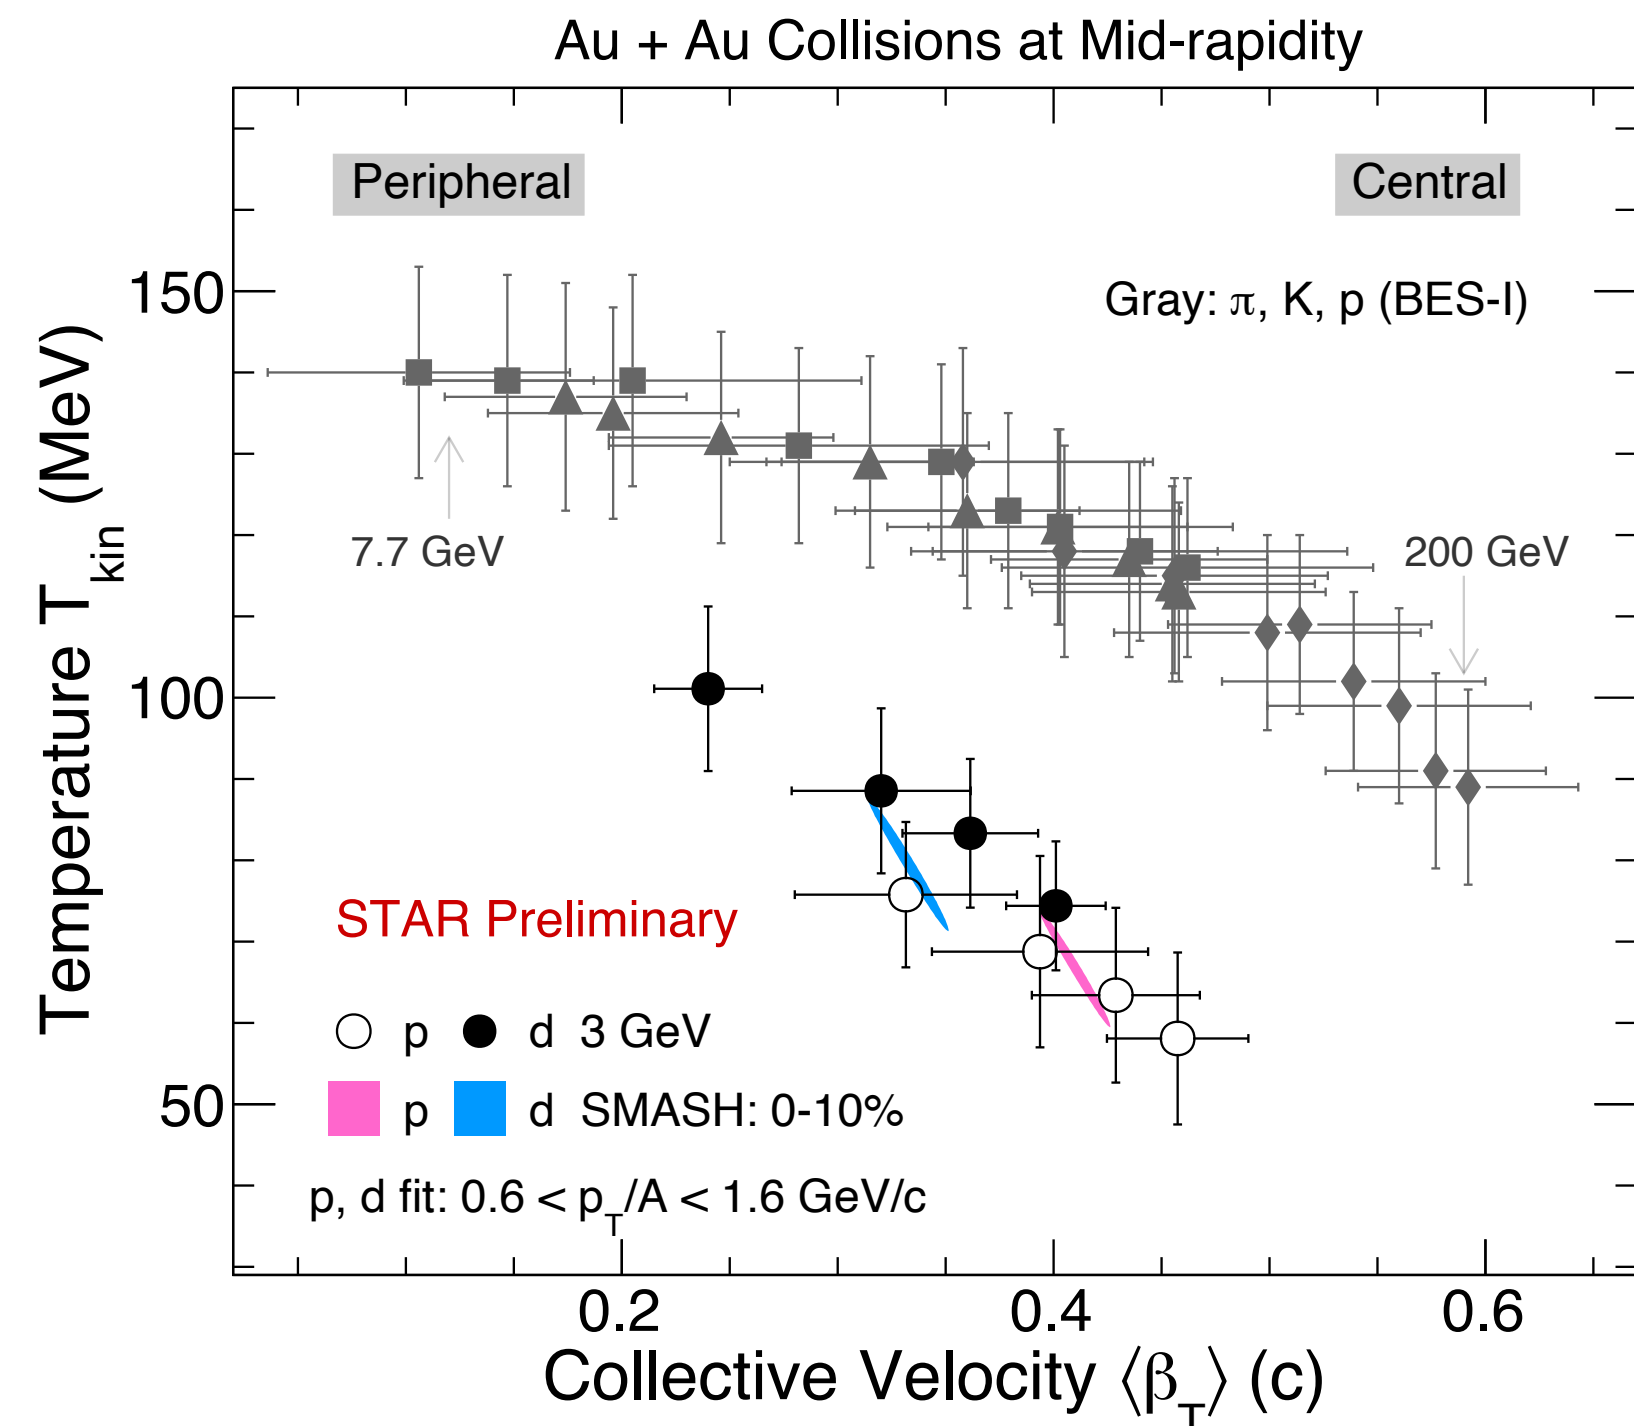 Au + Au Collisions at Mid-rapidity
Peripheral
Central
Gray: π, K, p (BES-I)
150
100
50
7.7 GeV
200 GeV
STAR Preliminary
p d 3 GeV
p d SMASH: 0-10%
p, d fit: 0.6 < p_T/A < 1.6 GeV/c
0.2 0.4 0.6
Temperature T_kin (MeV)
Collective Velocity ⟨β_T⟩ (c)